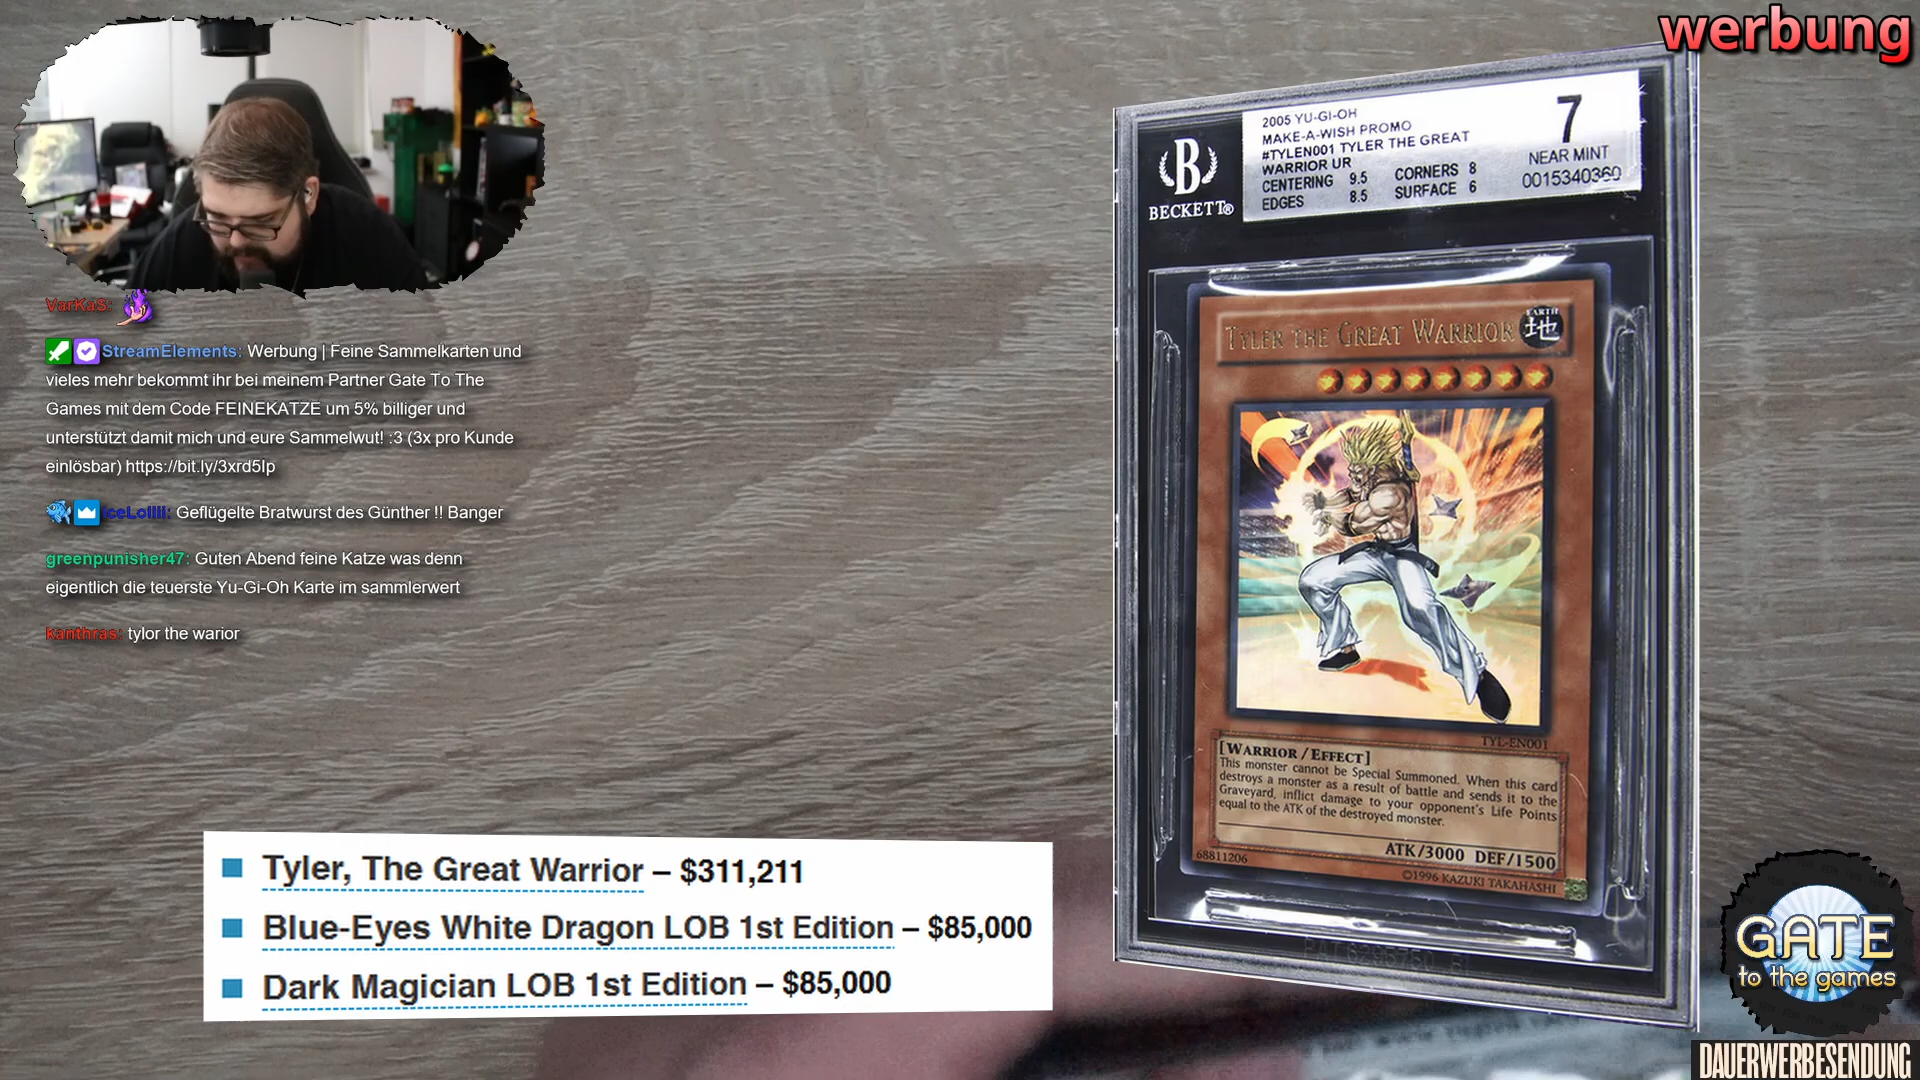 werbung
2005 YU-GI-OH
MAKE-A-WISH PROMO
#TYLEN001 TYLER THE GREAT
WARRIOR UR
CENTERING 9.5 CORNERS 8
EDGES 8.5 SURFACE 6
7
NEAR MINT
0015340360
B
BECKETT®
TYLER THE GREAT WARRIOR
EARTH
地
TYL-EN001
[WARRIOR / EFFECT]
This monster cannot be Special Summoned. When this card
destroys a monster as a result of battle and sends it to the
Graveyard, inflict damage to your opponent's Life Points
equal to the ATK of the destroyed monster.
ATK/3000 DEF/1500
68811206
©1996 KAZUKI TAKAHASHI
VarKaS:
StreamElements: Werbung | Feine Sammelkarten und
vieles mehr bekommt ihr bei meinem Partner Gate To The
Games mit dem Code FEINEKATZE um 5% billiger und
unterstützt damit mich und eure Sammelwut! :3 (3x pro Kunde
einlösbar) https://bit.ly/3xrd5Ip
IceLollii: Geflügelte Bratwurst des Günther !! Banger
greenpunisher47: Guten Abend feine Katze was denn
eigentlich die teuerste Yu-Gi-Oh Karte im sammlerwert
kanthras: tylor the warior
Tyler, The Great Warrior – $311,211
Blue-Eyes White Dragon LOB 1st Edition – $85,000
Dark Magician LOB 1st Edition – $85,000
GATE
to the games
DAUERWERBESENDUNG